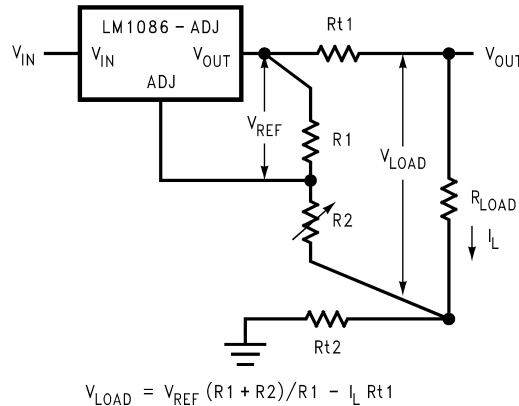 LM1086-ADJ
Rt1
V_IN
V_IN
V_OUT
V_OUT
ADJ
V_REF
R1
V_LOAD
R_LOAD
R2
I_L
Rt2
V_LOAD = V_REF (R1 + R2)/R1 - I_L Rt1